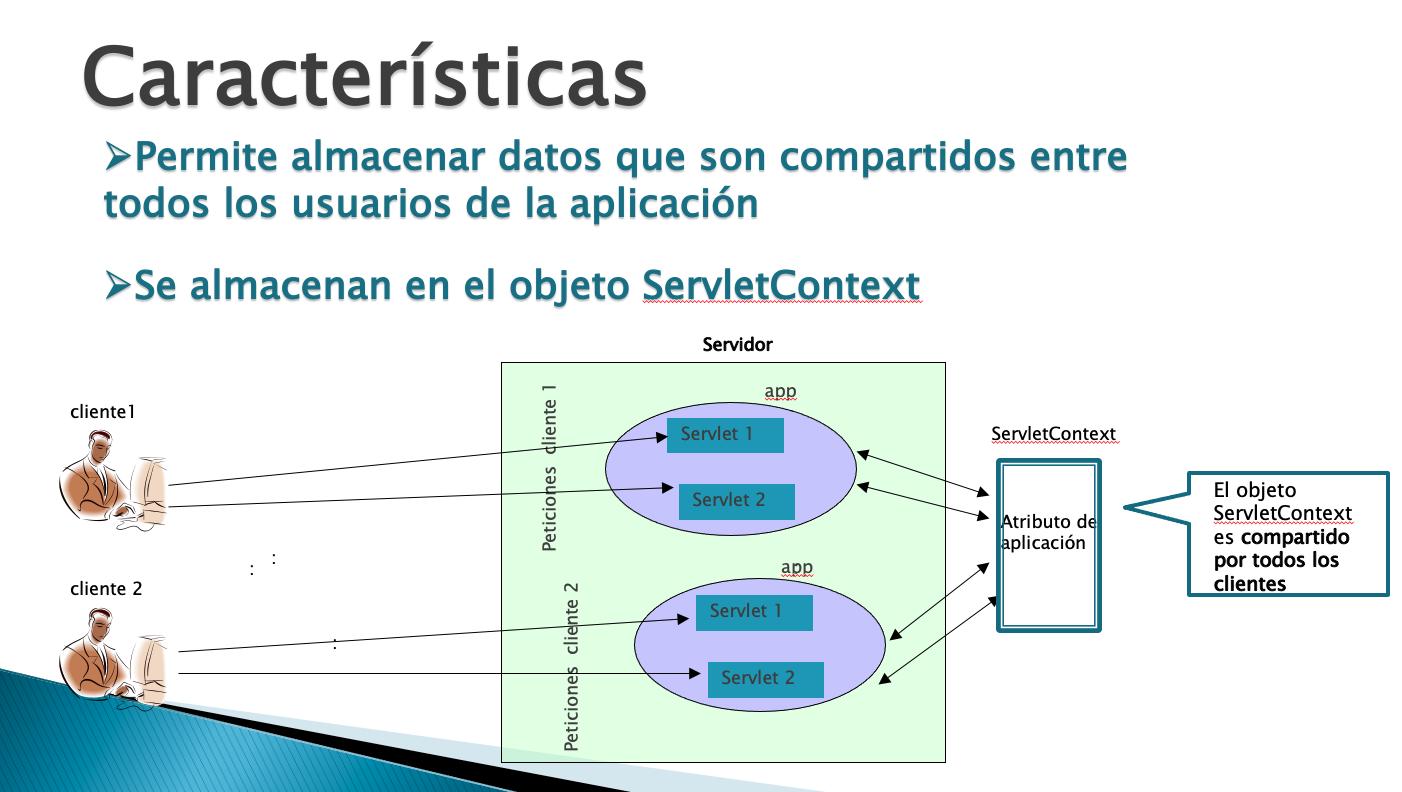 Características
➢Permite almacenar datos que son compartidos entre
todos los usuarios de la aplicación
➢Se almacenan en el objeto ServletContext
Servidor
cliente1
Peticiones cliente 1
app
Servlet 1
Servlet 2
ServletContext
Atributo de
aplicación
El objeto
ServletContext
es compartido
por todos los
clientes
:
:
cliente 2
:
Peticiones cliente 2
app
Servlet 1
Servlet 2